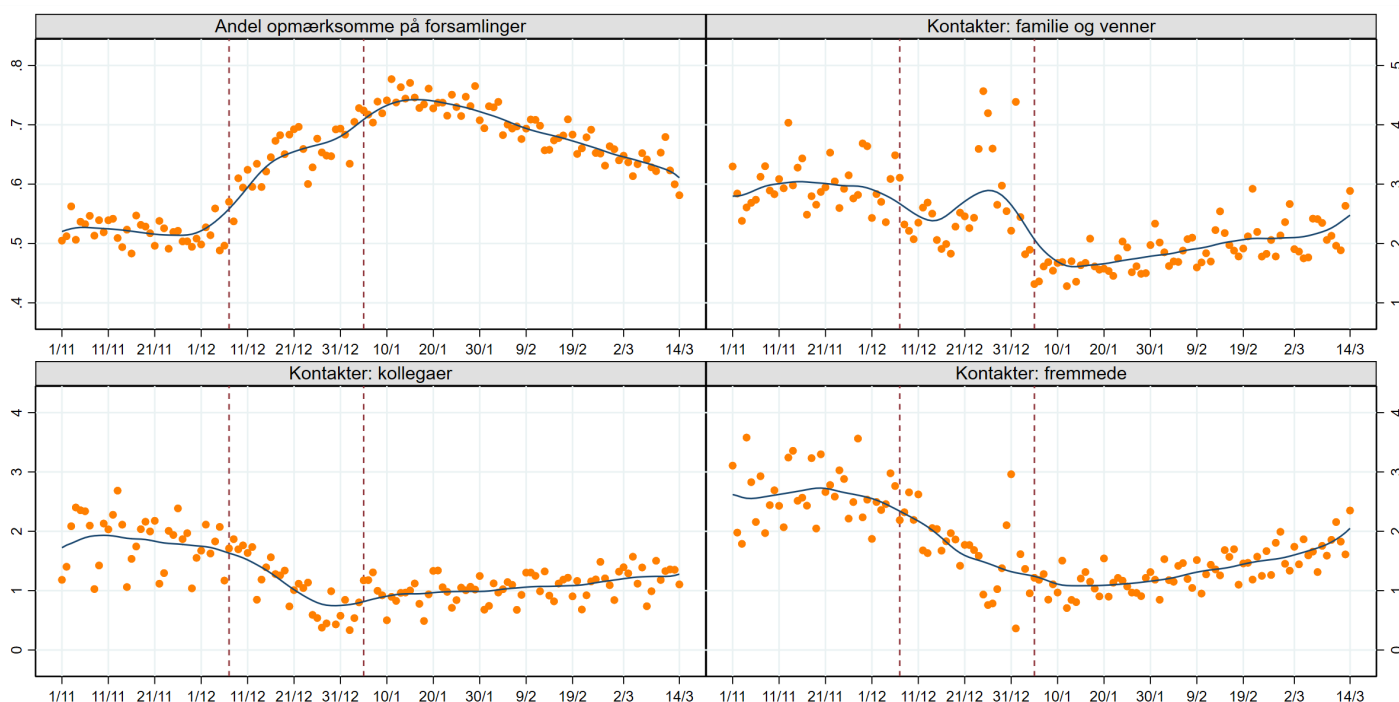 Andel opmærksomme på forsamlinger
.8
.7
.6
.5
.4
1/11 11/11 21/11 1/12 11/12 21/12 31/12 10/1 20/1 30/1 9/2 19/2 2/3 14/3
Kontakter: familie og venner
5
4
3
2
1
1/11 11/11 21/11 1/12 11/12 21/12 31/12 10/1 20/1 30/1 9/2 19/2 2/3 14/3
Kontakter: kollegaer
4
3
2
1
0
1/11 11/11 21/11 1/12 11/12 21/12 31/12 10/1 20/1 30/1 9/2 19/2 2/3 14/3
Kontakter: fremmede
4
3
2
1
0
1/11 11/11 21/11 1/12 11/12 21/12 31/12 10/1 20/1 30/1 9/2 19/2 2/3 14/3